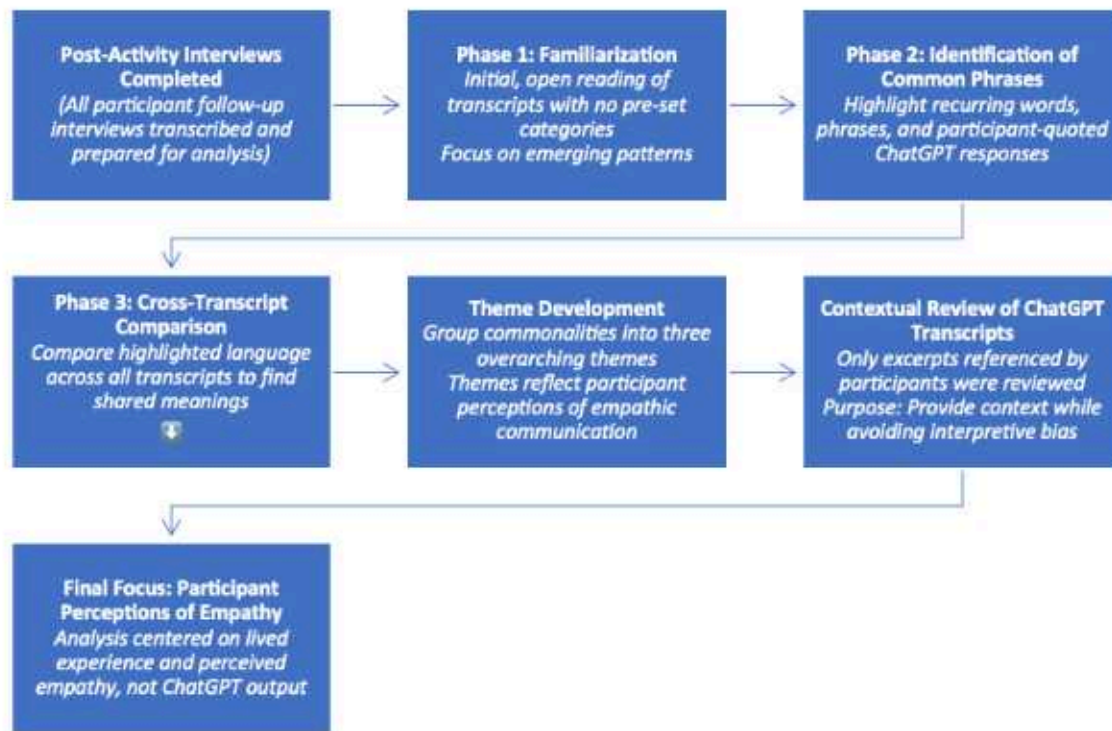 Post-Activity Interviews
Completed
(All participant follow-up
interviews transcribed and
prepared for analysis)
Phase 1: Familiarization
Initial, open reading of
transcripts with no pre-set
categories
Focus on emerging patterns
Phase 2: Identification of
Common Phrases
Highlight recurring words,
phrases, and participant-quoted
ChatGPT responses
Phase 3: Cross-Transcript
Comparison
Compare highlighted language
across all transcripts to find
shared meanings
⬇
Theme Development
Group commonalities into three
overarching themes
Themes reflect participant
perceptions of empathic
communication
Contextual Review of ChatGPT
Transcripts
Only excerpts referenced by
participants were reviewed
Purpose: Provide context while
avoiding interpretive bias
Final Focus: Participant
Perceptions of Empathy
Analysis centered on lived
experience and perceived
empathy, not ChatGPT output